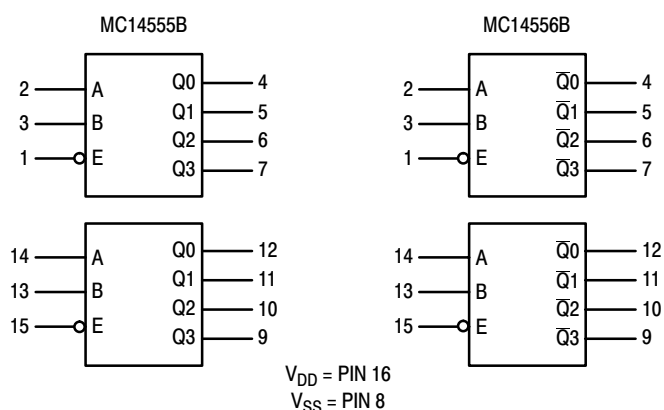 MC14555B MC14556B
2 A Q0 4
3 B Q1 5
1 E Q2 6
Q3 7
2 A Q̅0 4
3 B Q̅1 5
1 E Q̅2 6
Q̅3 7
14 A Q0 12
13 B Q1 11
15 E Q2 10
Q3 9
14 A Q̅0 12
13 B Q̅1 11
15 E Q̅2 10
Q̅3 9
V_DD = PIN 16
V_SS = PIN 8